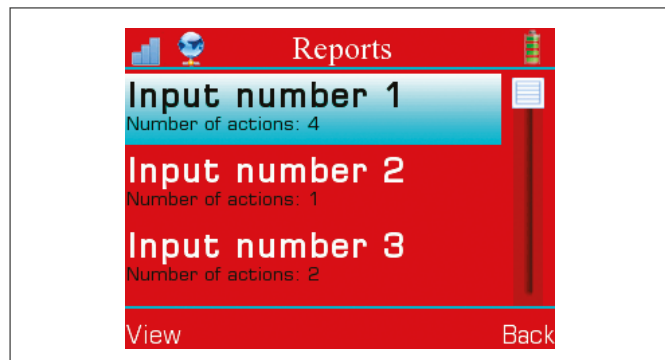 Reports
Input number 1
Number of actions: 4
Input number 2
Number of actions: 1
Input number 3
Number of actions: 2
View Back